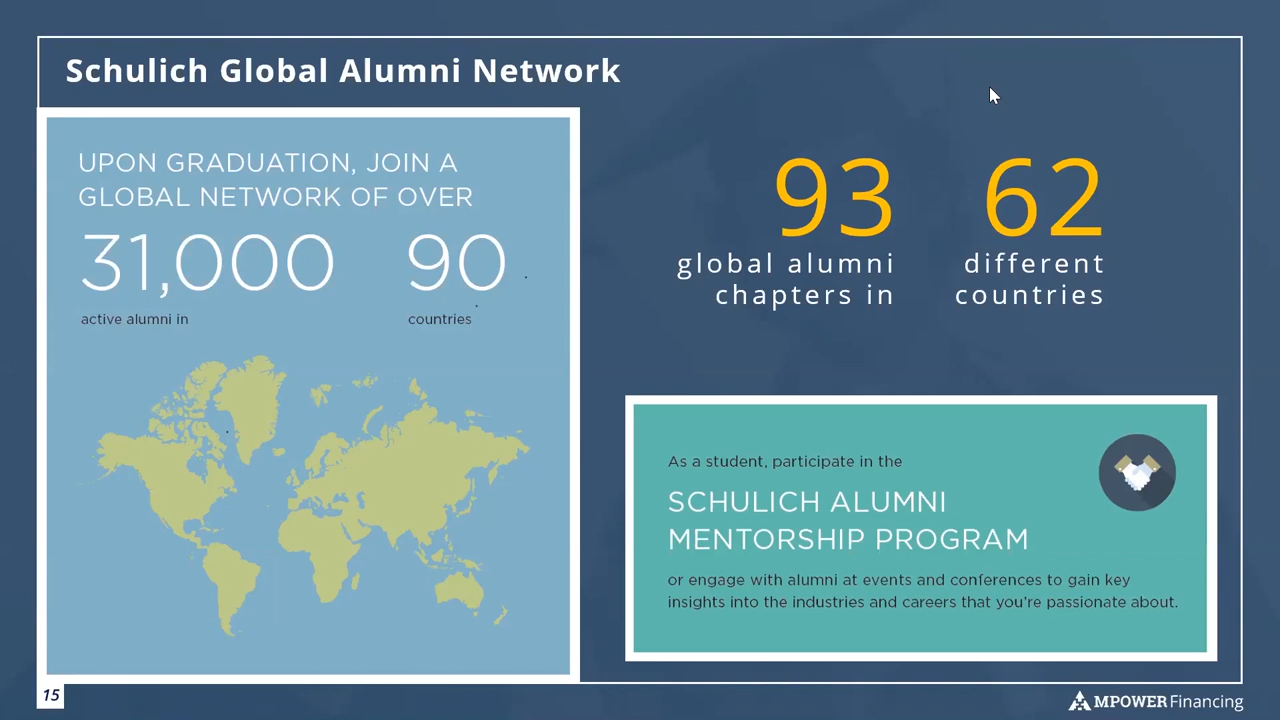 Schulich Global Alumni Network
UPON GRADUATION, JOIN A
GLOBAL NETWORK OF OVER
31,000 90
active alumni in countries
93 62
global alumni different
chapters in countries
As a student, participate in the
SCHULICH ALUMNI
MENTORSHIP PROGRAM
or engage with alumni at events and conferences to gain key
insights into the industries and careers that you're passionate about.
15
MPOWER Financing